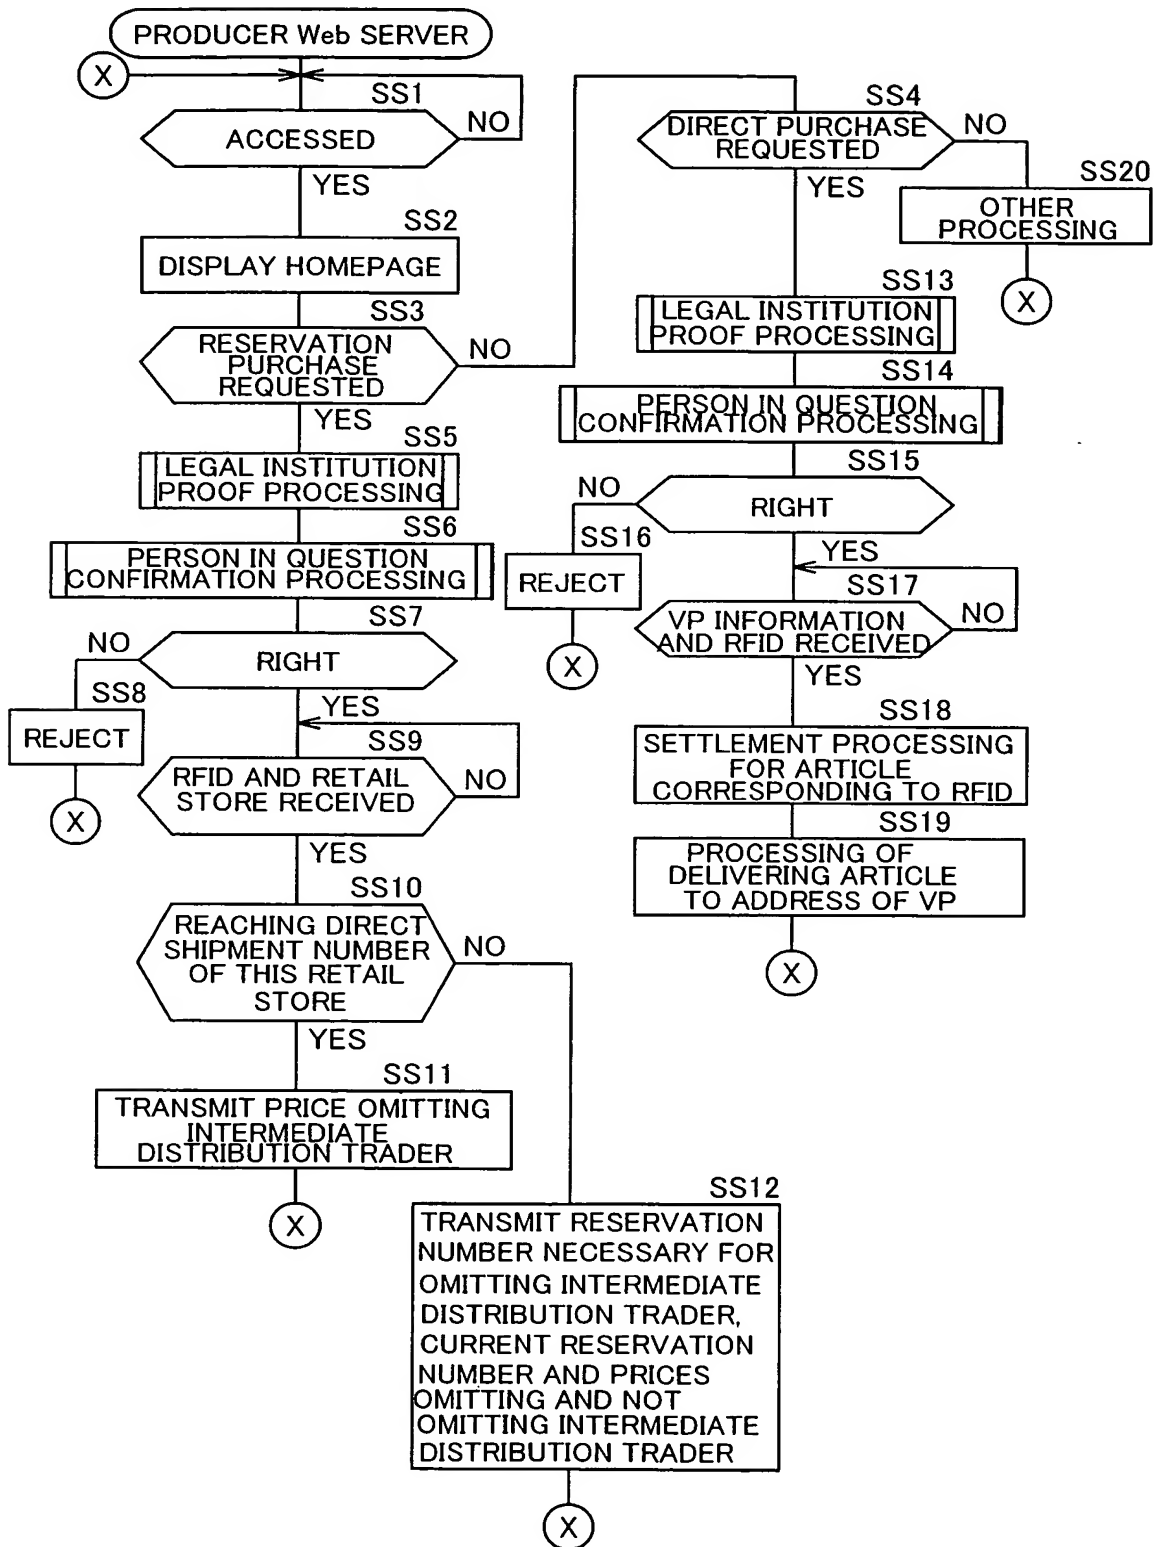 PRODUCER Web SERVER
X
SS1
ACCESSED
NO
YES
SS2
DISPLAY HOMEPAGE
SS3
RESERVATION
PURCHASE
REQUESTED
NO
YES
SS5
LEGAL INSTITUTION
PROOF PROCESSING
SS6
PERSON IN QUESTION
CONFIRMATION PROCESSING
SS7
NO
RIGHT
YES
SS8
REJECT
X
SS9
RFID AND RETAIL
STORE RECEIVED
NO
YES
SS10
REACHING DIRECT
SHIPMENT NUMBER
OF THIS RETAIL
STORE
NO
YES
SS11
TRANSMIT PRICE OMITTING
INTERMEDIATE
DISTRIBUTION TRADER
X
SS12
TRANSMIT RESERVATION
NUMBER NECESSARY FOR
OMITTING INTERMEDIATE
DISTRIBUTION TRADER,
CURRENT RESERVATION
NUMBER AND PRICES
OMITTING AND NOT
OMITTING INTERMEDIATE
DISTRIBUTION TRADER
X
SS4
DIRECT PURCHASE
REQUESTED
NO
YES
SS20
OTHER
PROCESSING
X
SS13
LEGAL INSTITUTION
PROOF PROCESSING
SS14
PERSON IN QUESTION
CONFIRMATION PROCESSING
SS15
NO
RIGHT
YES
SS16
REJECT
X
SS17
VP INFORMATION
AND RFID RECEIVED
NO
YES
SS18
SETTLEMENT PROCESSING
FOR ARTICLE
CORRESPONDING TO RFID
SS19
PROCESSING OF
DELIVERING ARTICLE
TO ADDRESS OF VP
X